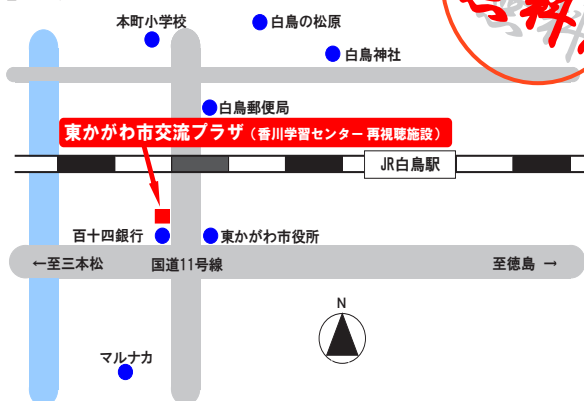 本町小学校
白鳥の松原
白鳥神社
白鳥郵便局
東かがわ市交流プラザ（香川学習センター 再視聴施設）
JR白鳥駅
百十四銀行
東かがわ市役所
←至三本松
国道11号線
至徳島 →
N
マルナカ